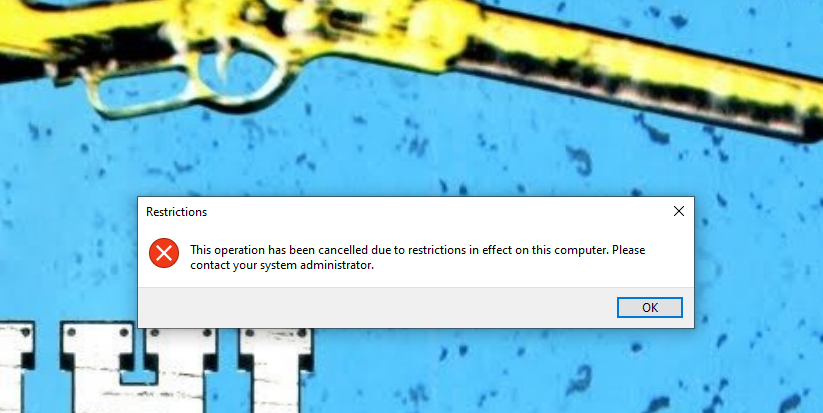 Restrictions
This operation has been cancelled due to restrictions in effect on this computer. Please
contact your system administrator.
OK